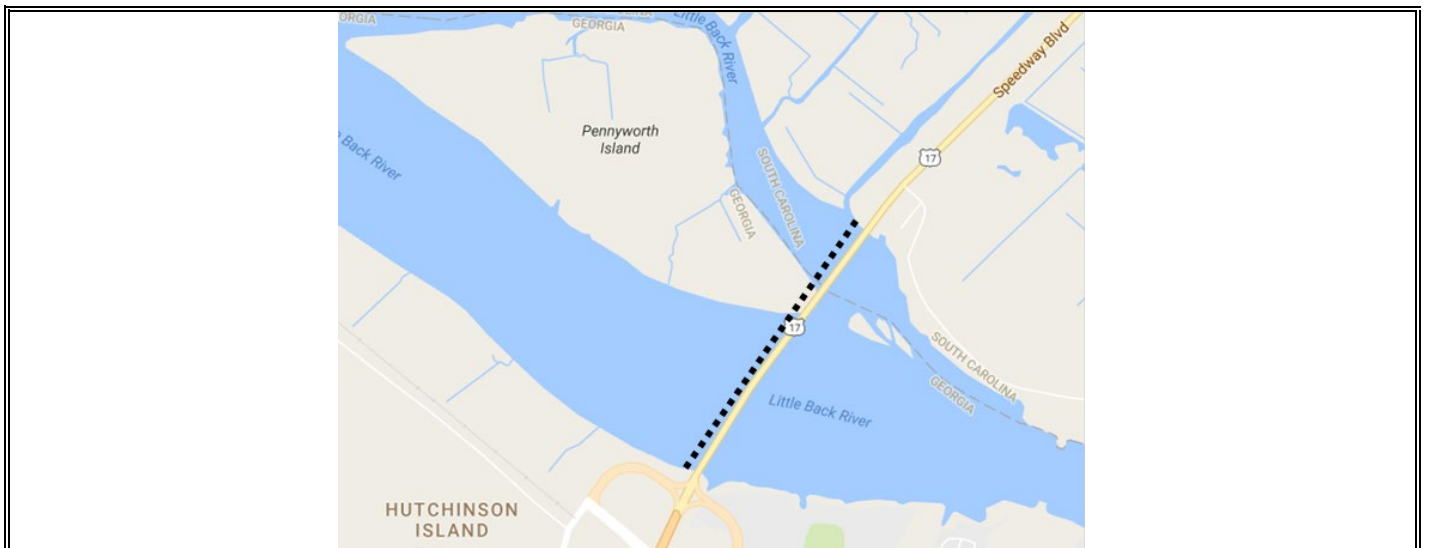 GEORGIA
Little Back River
SOUTH CAROLINA
GEORGIA
Speedway Blvd
17
Pennyworth
Island
Back River
GEORGIA
17
Little Back River
SOUTH CAROLINA
GEORGIA
HUTCHINSON
ISLAND